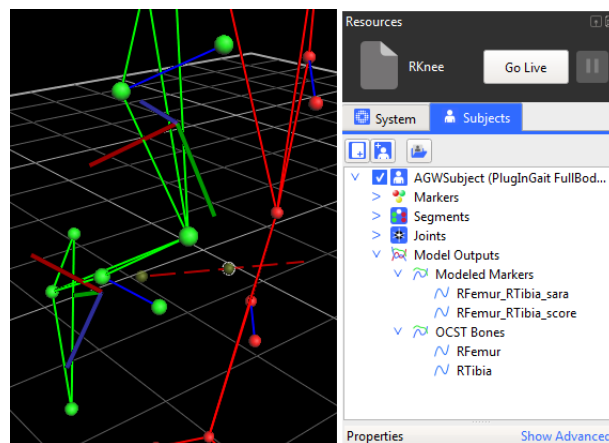 Resources
RKnee
Go Live
System
Subjects
AGWSubject (PlugInGait FullBod...
Markers
Segments
Joints
Model Outputs
Modeled Markers
RFemur_RTibia_sara
RFemur_RTibia_score
OCST Bones
RFemur
RTibia
Properties
Show Advanced